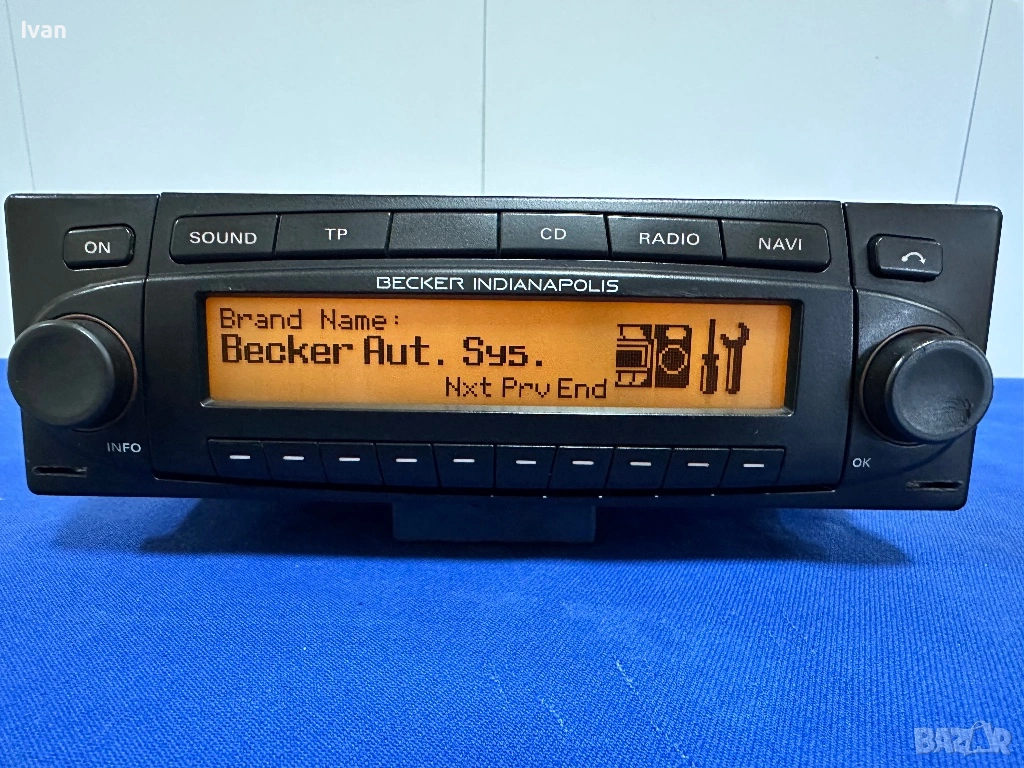 Ivan
ON
SOUND TP CD RADIO NAVI
BECKER INDIANAPOLIS
Brand Name:
Becker Aut. Sys.
Nxt Prv End
INFO
OK
BAZAR